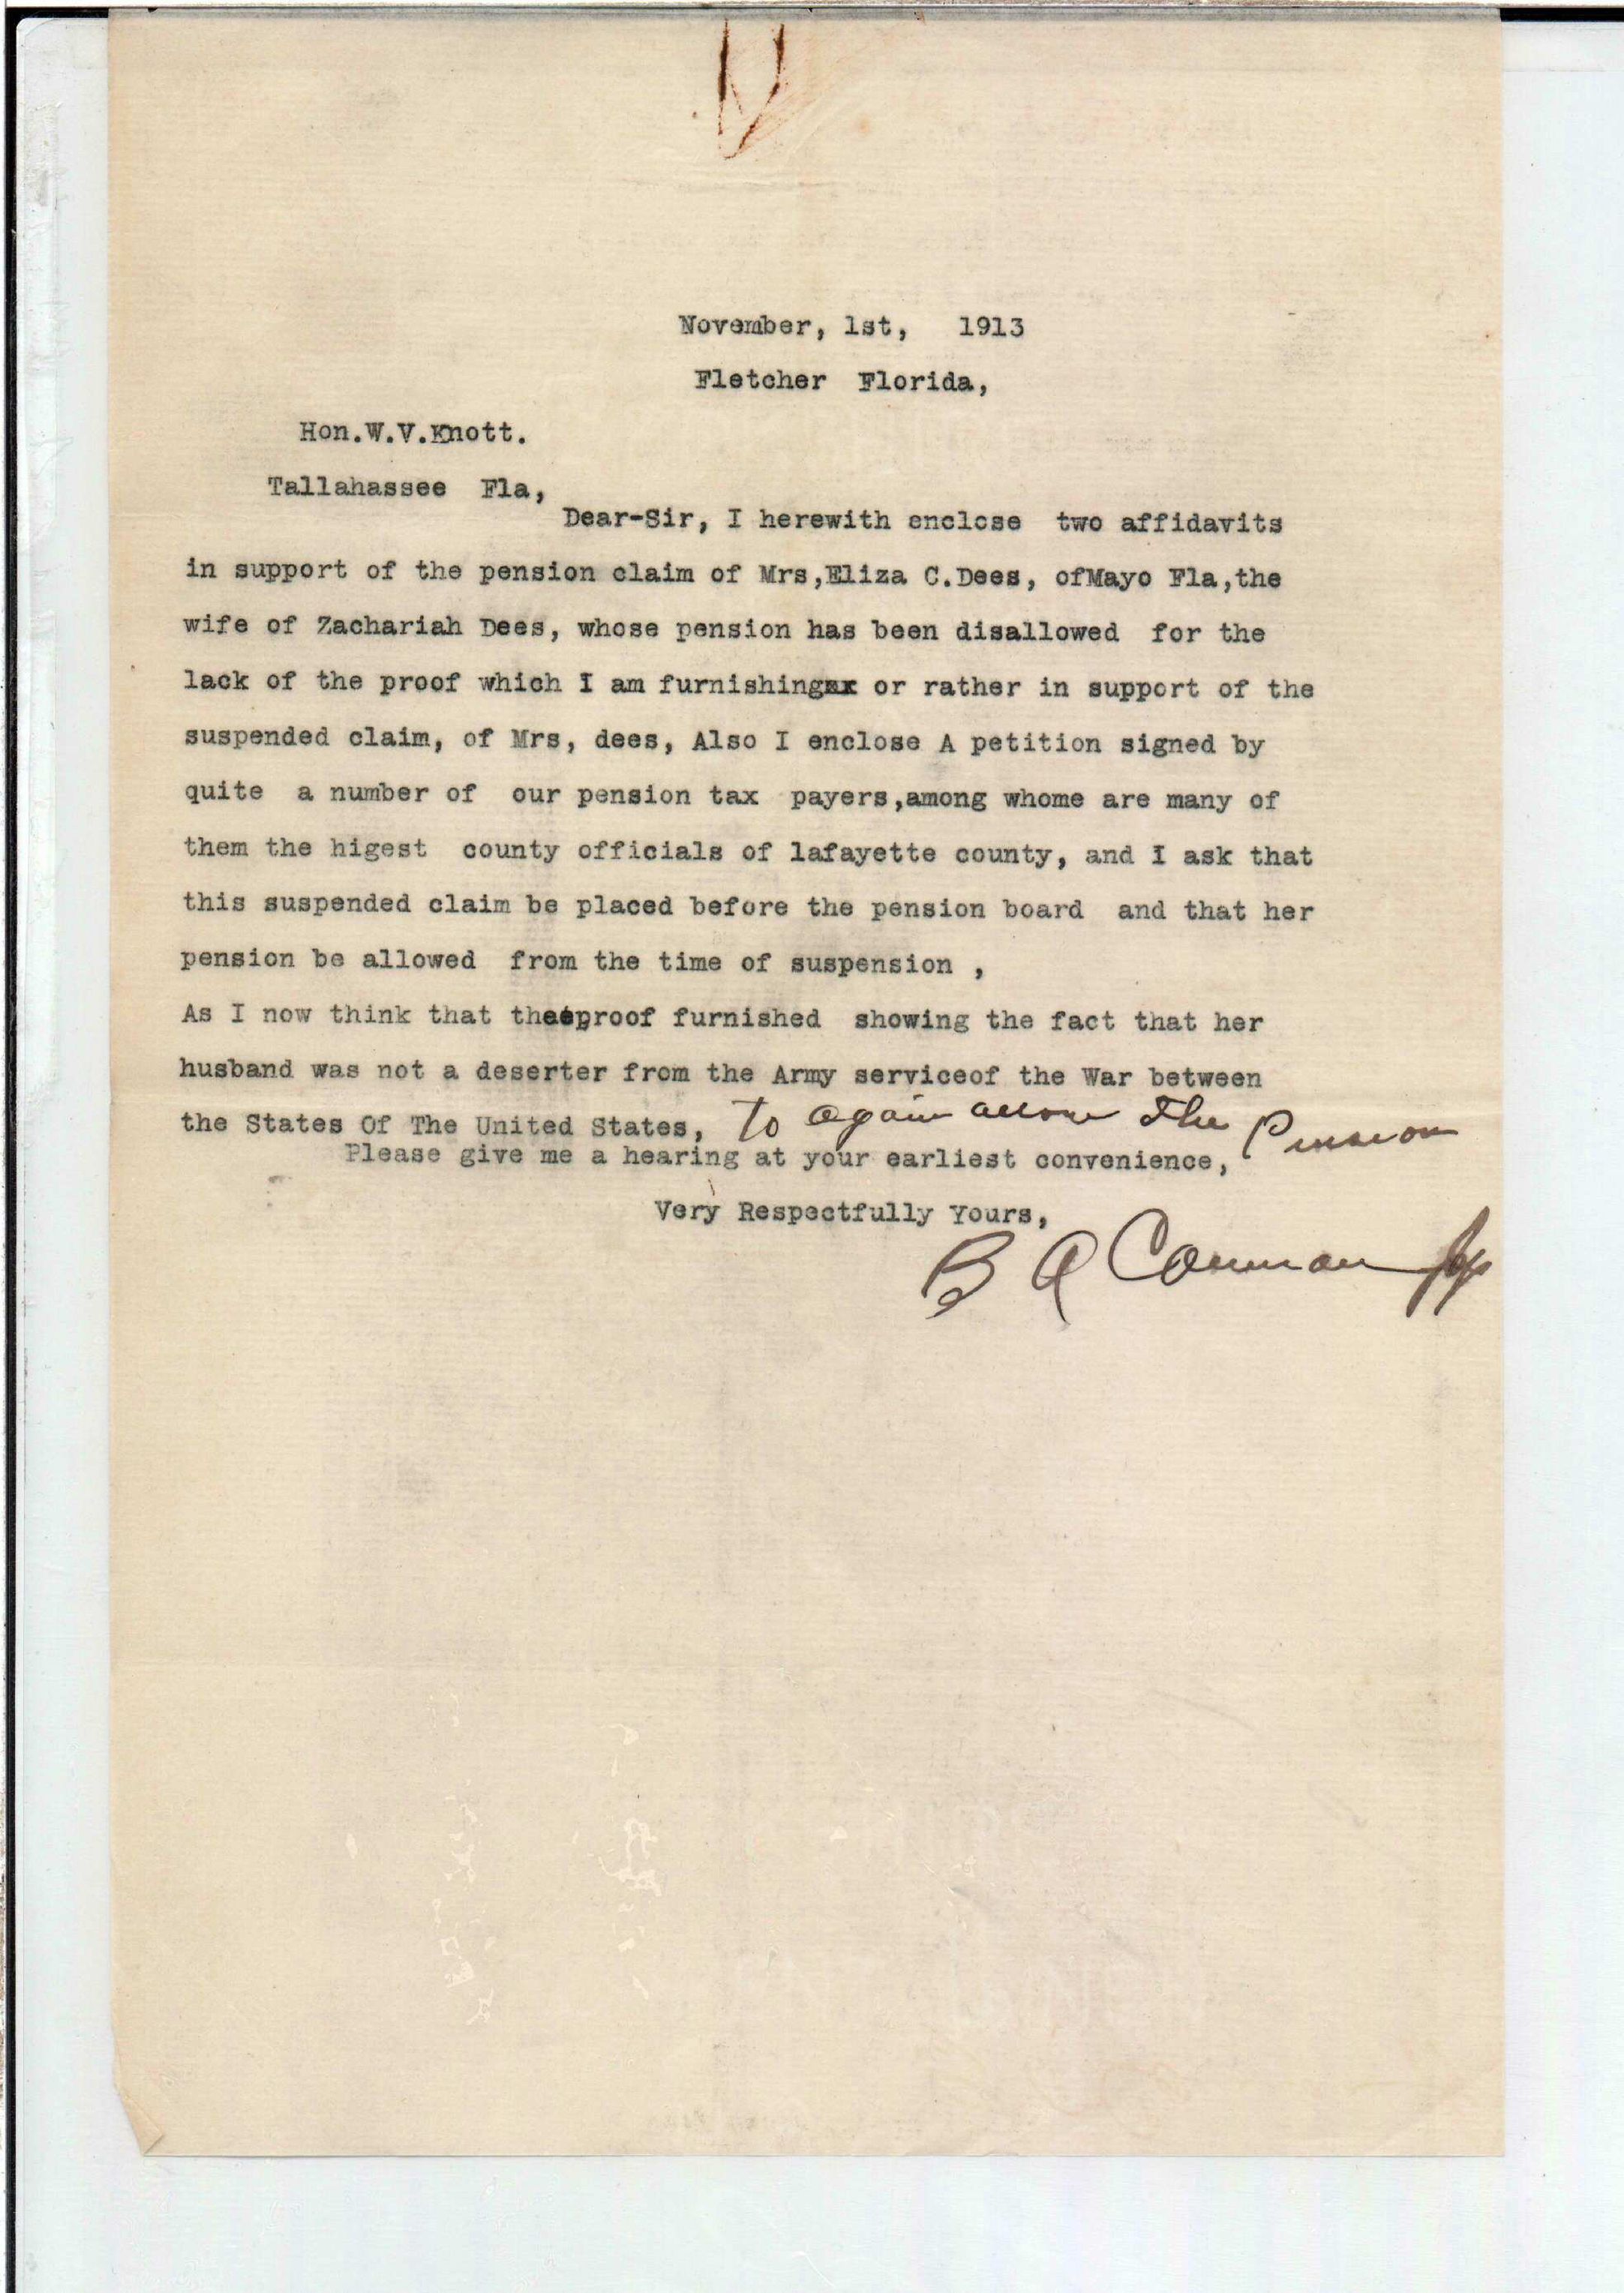 November, 1st, 1913
Fletcher Florida,
Hon.W.V.Knott.
Tallahassee Fla,
Dear-Sir, I herewith enclose two affidavits
in support of the pension claim of Mrs,Eliza C.Dees, ofMayo Fla,the
wife of Zachariah Dees, whose pension has been disallowed for the
lack of the proof which I am furnishing or rather in support of the
suspended claim, of Mrs, dees, Also I enclose A petition signed by
quite a number of our pension tax payers,among whome are many of
them the higest county officials of lafayette county, and I ask that
this suspended claim be placed before the pension board and that her
pension be allowed from the time of suspension ,
As I now think that the proof furnished showing the fact that her
husband was not a deserter from the Army serviceof the War between
the States Of The United States, to again allow the Pension
Please give me a hearing at your earliest convenience,
Very Respectfully Yours,
B A